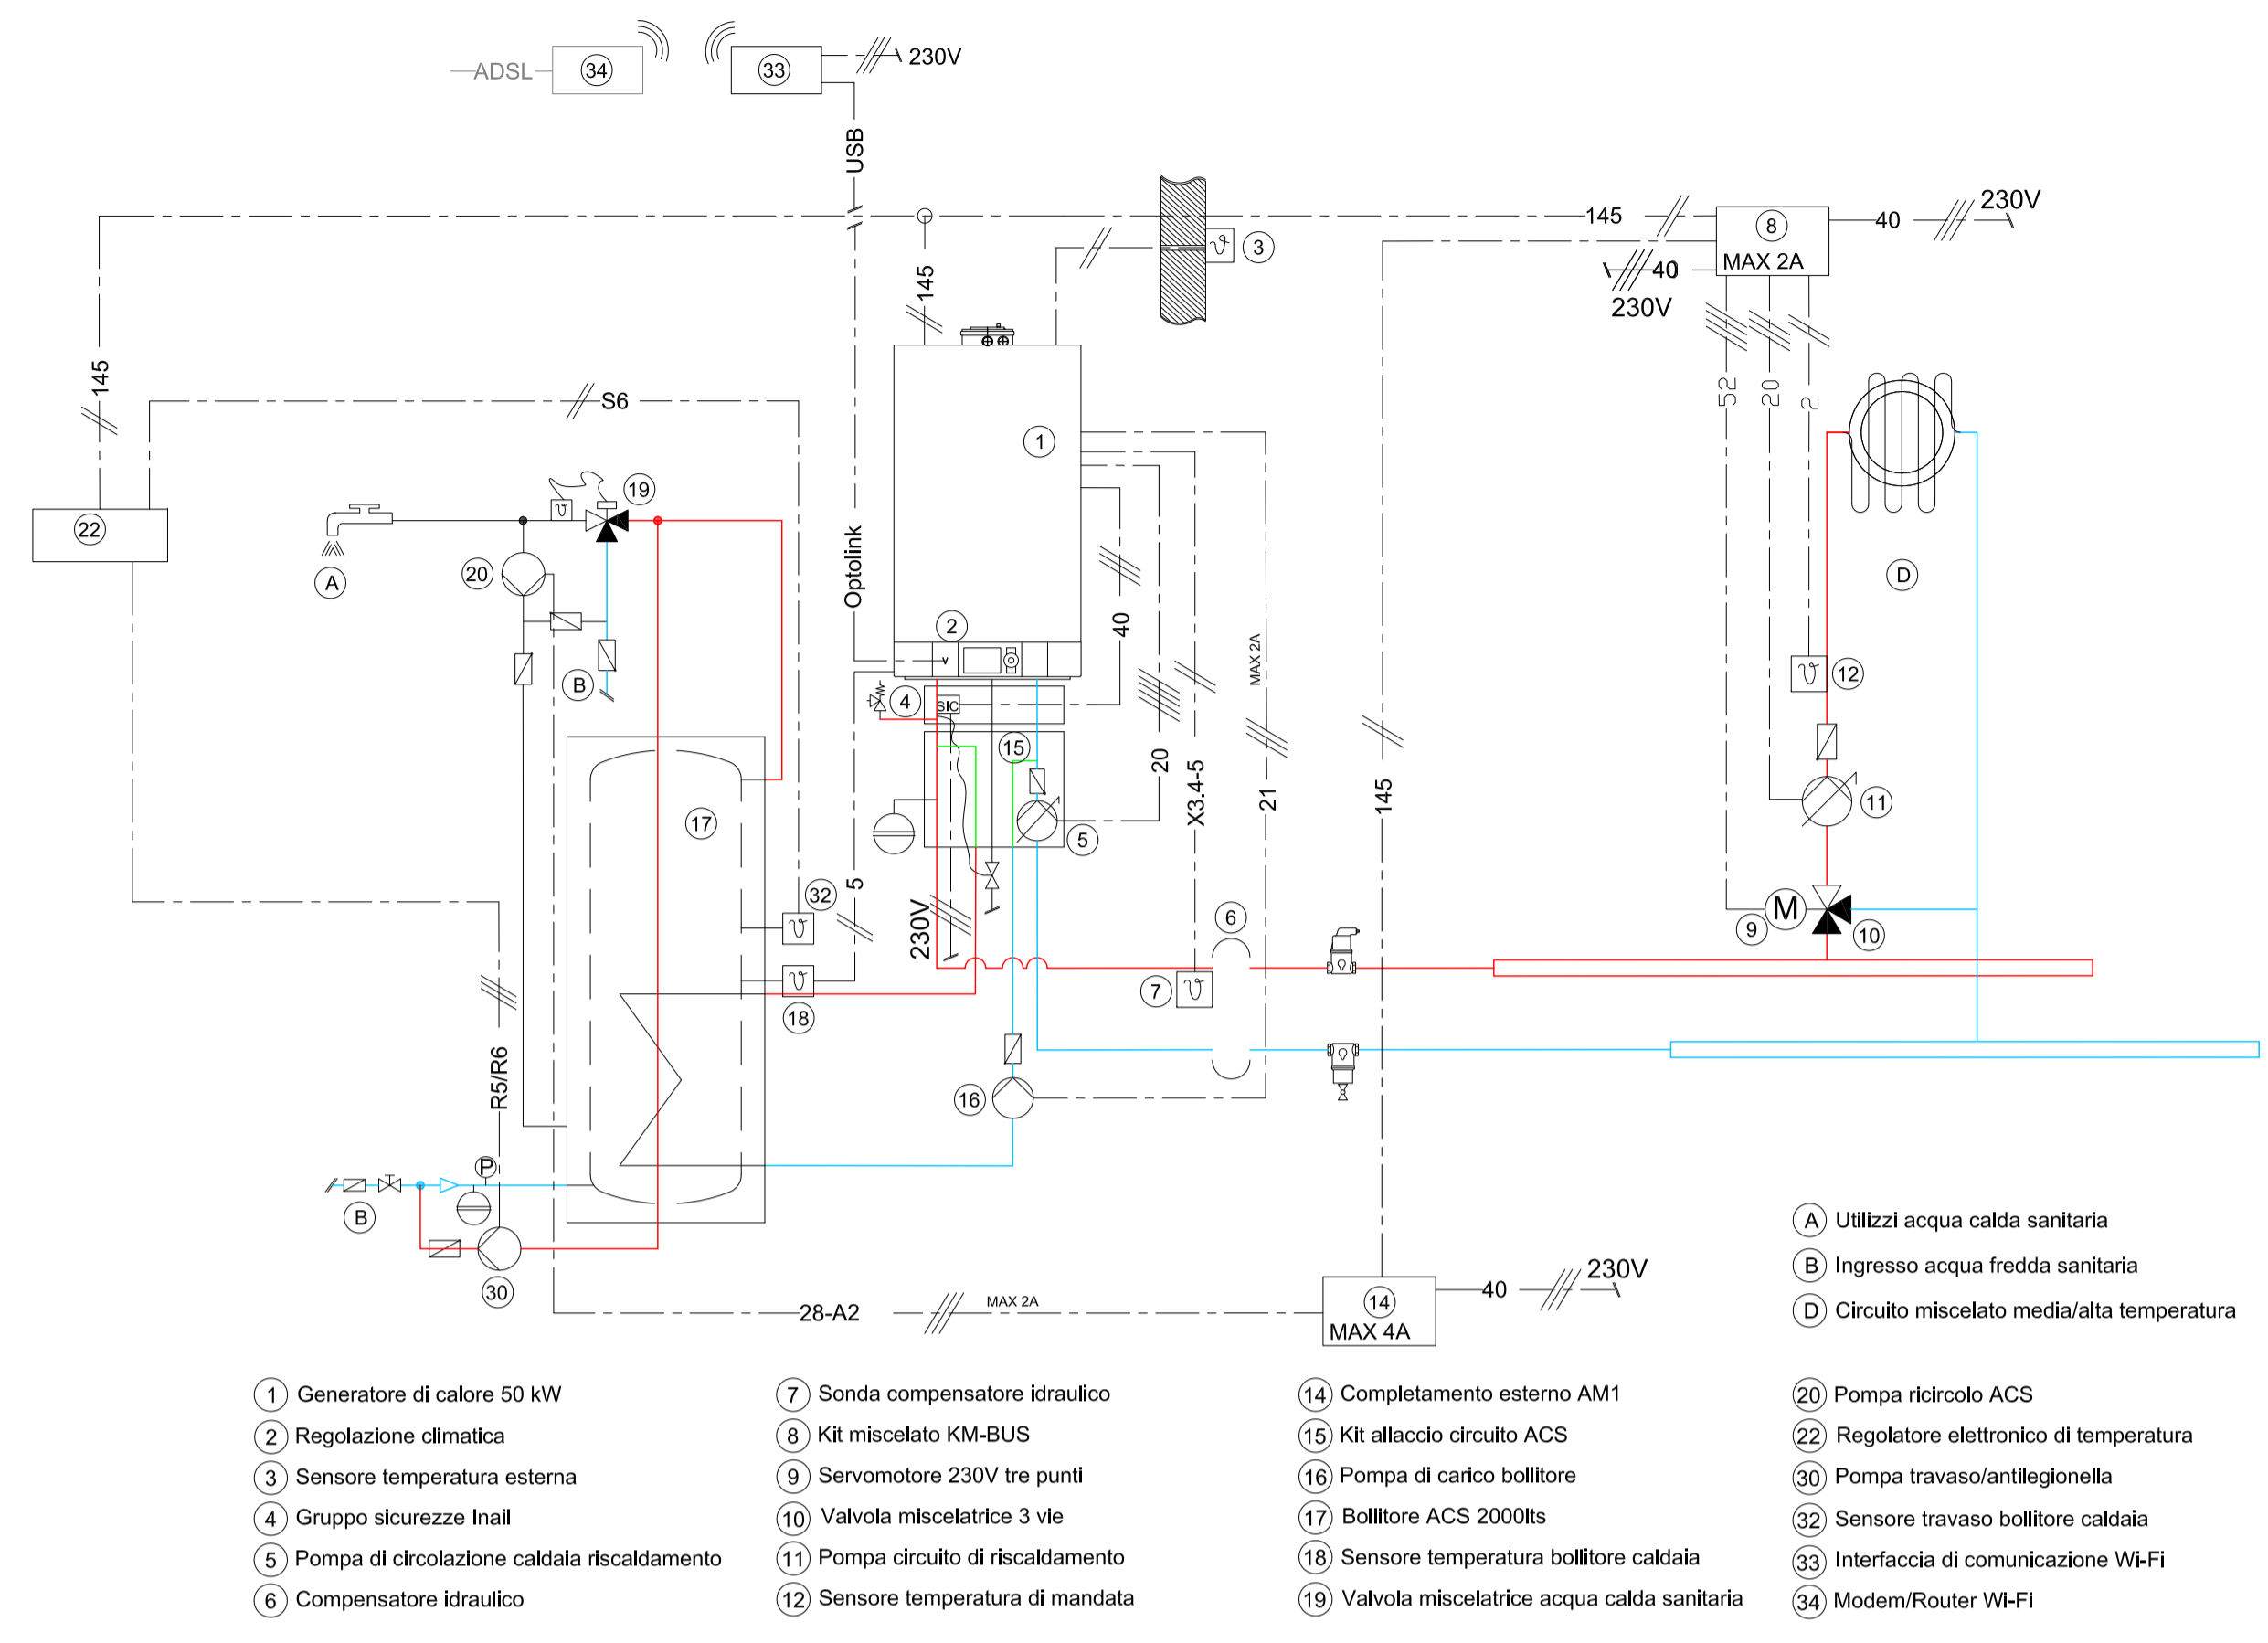 ADSL
34
33
230V
USB
145
145
8
MAX 2A
40
230V
3
40
230V
145
145
S6
52
20
2
1
19
22
A
20
B
Optolink
2
40
MAX 2A
D
12
4
SIC
15
20
X3.4-5
21
145
11
5
17
32
5
230V
6
M
9
10
7
18
R5/R6
16
P
B
30
28-A2
MAX 2A
14
MAX 4A
40
230V
A Utilizzi acqua calda sanitaria
B Ingresso acqua fredda sanitaria
D Circuito miscelato media/alta temperatura
1 Generatore di calore 50 kW
2 Regolazione climatica
3 Sensore temperatura esterna
4 Gruppo sicurezze Inail
5 Pompa di circolazione caldaia riscaldamento
6 Compensatore idraulico
7 Sonda compensatore idraulico
8 Kit miscelato KM-BUS
9 Servomotore 230V tre punti
10 Valvola miscelatrice 3 vie
11 Pompa circuito di riscaldamento
12 Sensore temperatura di mandata
14 Completamento esterno AM1
15 Kit allaccio circuito ACS
16 Pompa di carico bollitore
17 Bollitore ACS 2000lts
18 Sensore temperatura bollitore caldaia
19 Valvola miscelatrice acqua calda sanitaria
20 Pompa ricircolo ACS
22 Regolatore elettronico di temperatura
30 Pompa travaso/antilegionella
32 Sensore travaso bollitore caldaia
33 Interfaccia di comunicazione Wi-Fi
34 Modem/Router Wi-Fi